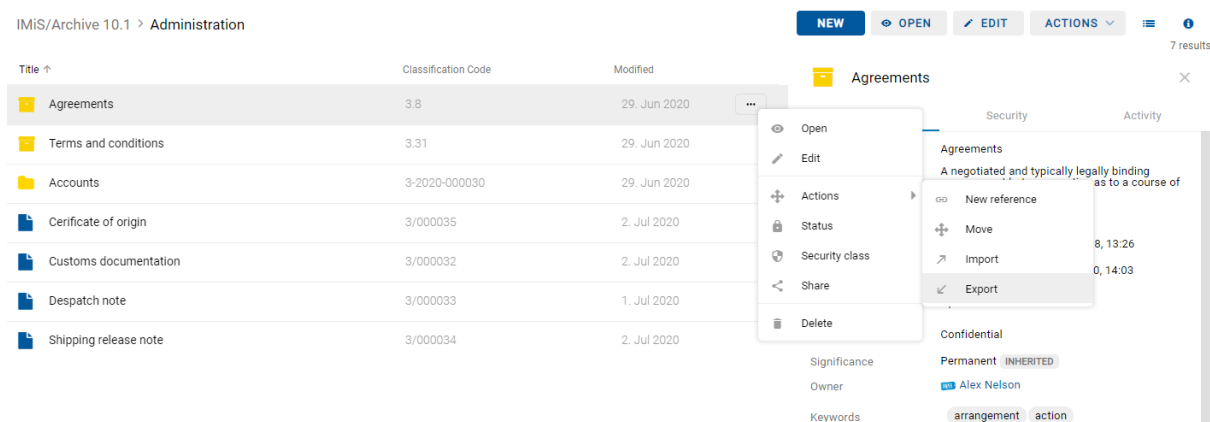 IMiS/Archive 10.1 > Administration
NEW
OPEN
EDIT
ACTIONS
7 results
Title
Classification Code
Modified
Agreements
3.8
29. Jun 2020
Terms and conditions
3.31
29. Jun 2020
Accounts
3-2020-000030
29. Jun 2020
Cerificate of origin
3/000035
2. Jul 2020
Customs documentation
3/000032
2. Jul 2020
Despatch note
3/000033
1. Jul 2020
Shipping release note
3/000034
2. Jul 2020
Open
Edit
Actions
Status
Security class
Share
Delete
New reference
Move
Import
Export
Agreements
Security
Activity
Agreements
A negotiated and typically legally binding
as to a course of
8, 13:26
0, 14:03
Confidential
Significance
Permanent INHERITED
Owner
Alex Nelson
Keywords
arrangement action